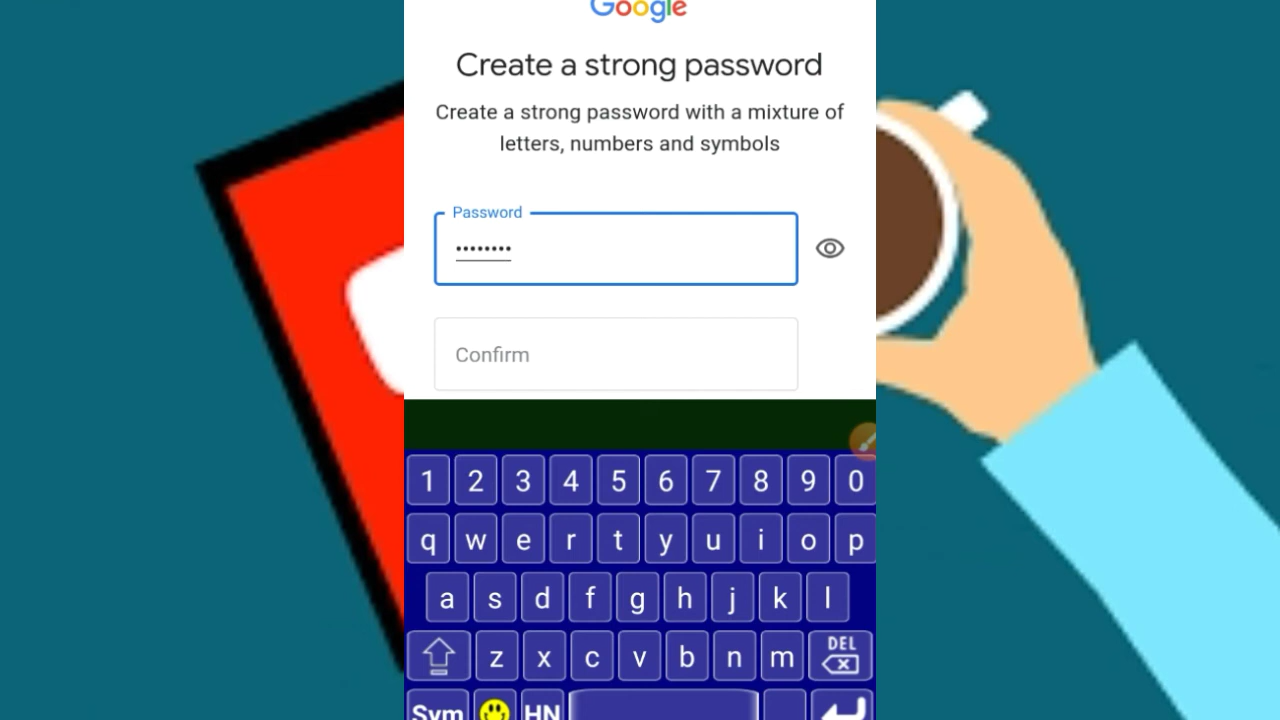 Google
Create a strong password
Create a strong password with a mixture of
letters, numbers and symbols
Password
••••••••
Confirm
1 2 3 4 5 6 7 8 9 0
q w e r t y u i o p
a s d f g h j k l
z x c v b n m DEL
Sym HN